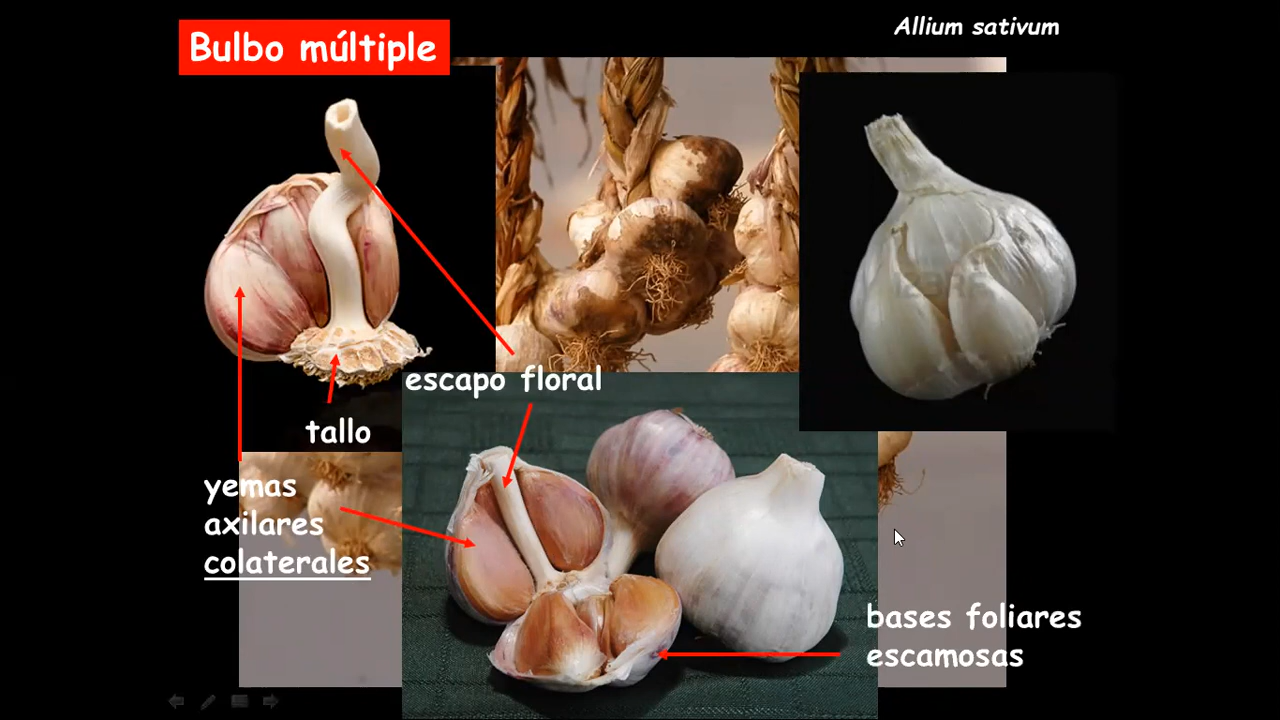 Bulbo múltiple
Allium sativum
escapo floral
tallo
yemas
axilares
colaterales
bases foliares
escamosas